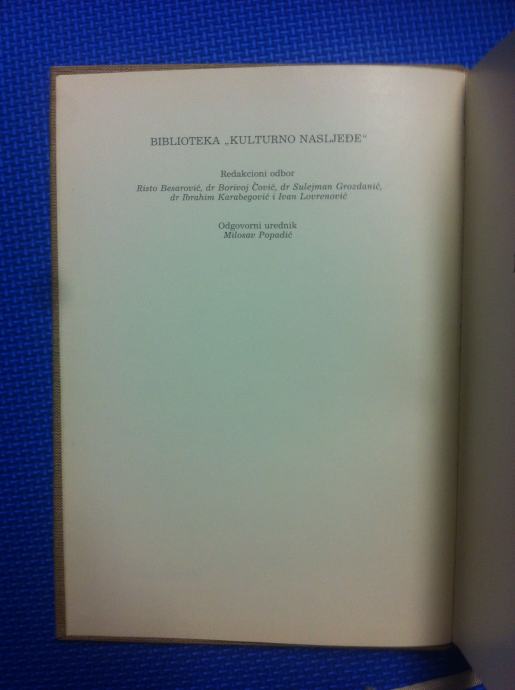 BIBLIOTEKA „KULTURNO NASLJEĐE“
Redakcioni odbor
Risto Besarović, dr Borivoj Čović, dr Sulejman Grozdanić,
dr Ibrahim Karabegović i Ivan Lovrenović
Odgovorni urednik
Milosav Popadić